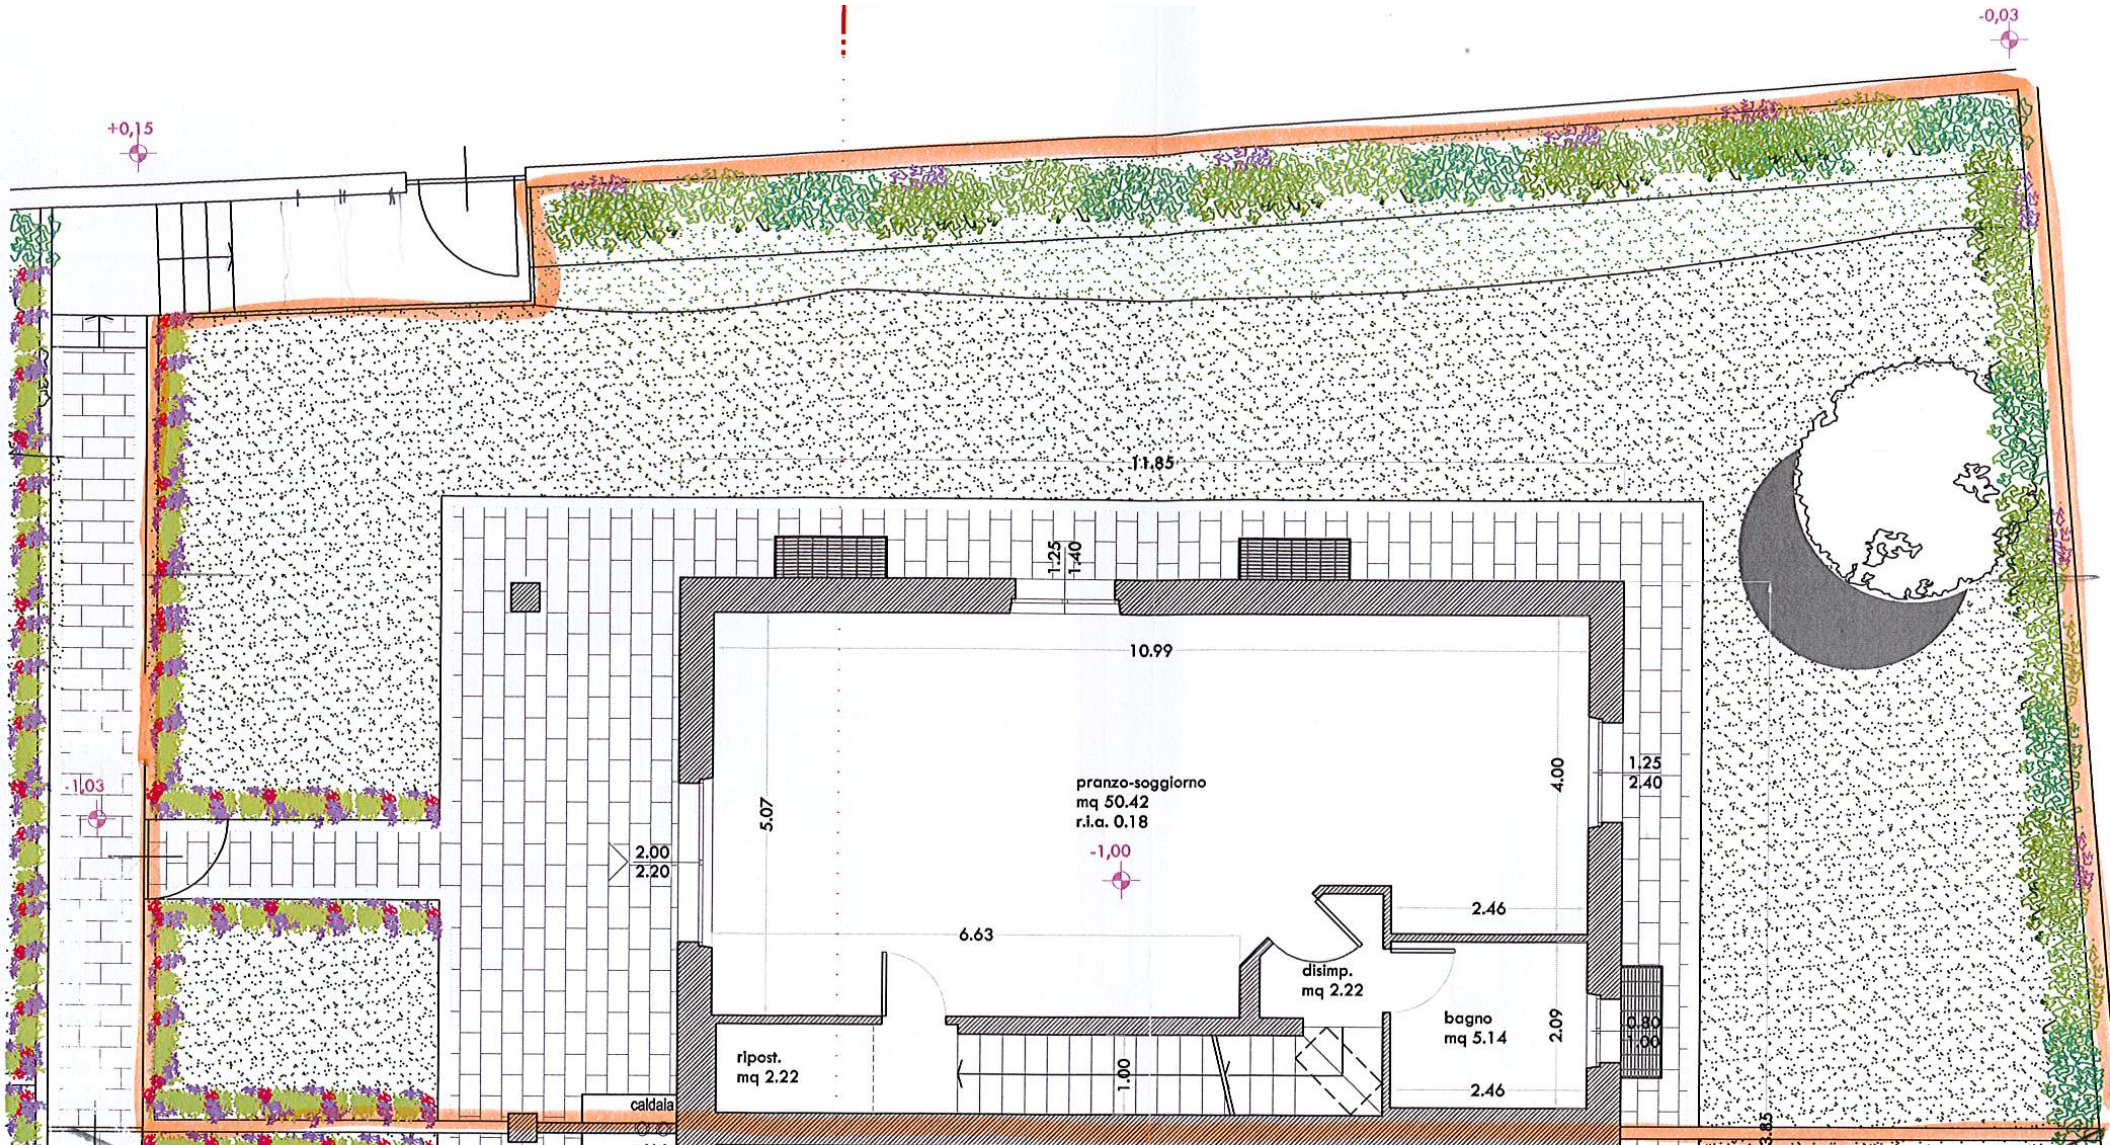 -0,03
+0,15
11.85
1.25
1.40
10.99
-1,03
5.07
pranzo-soggiorno
mq 50.42
r.i.a. 0.18
4.00
1.25
2.40
2.00
2.20
-1,00
2.46
6.63
disimp.
mq 2.22
bagno
mq 5.14
2.09
0.80
1.00
ripost.
mq 2.22
1.00
2.46
caldaia
3.85